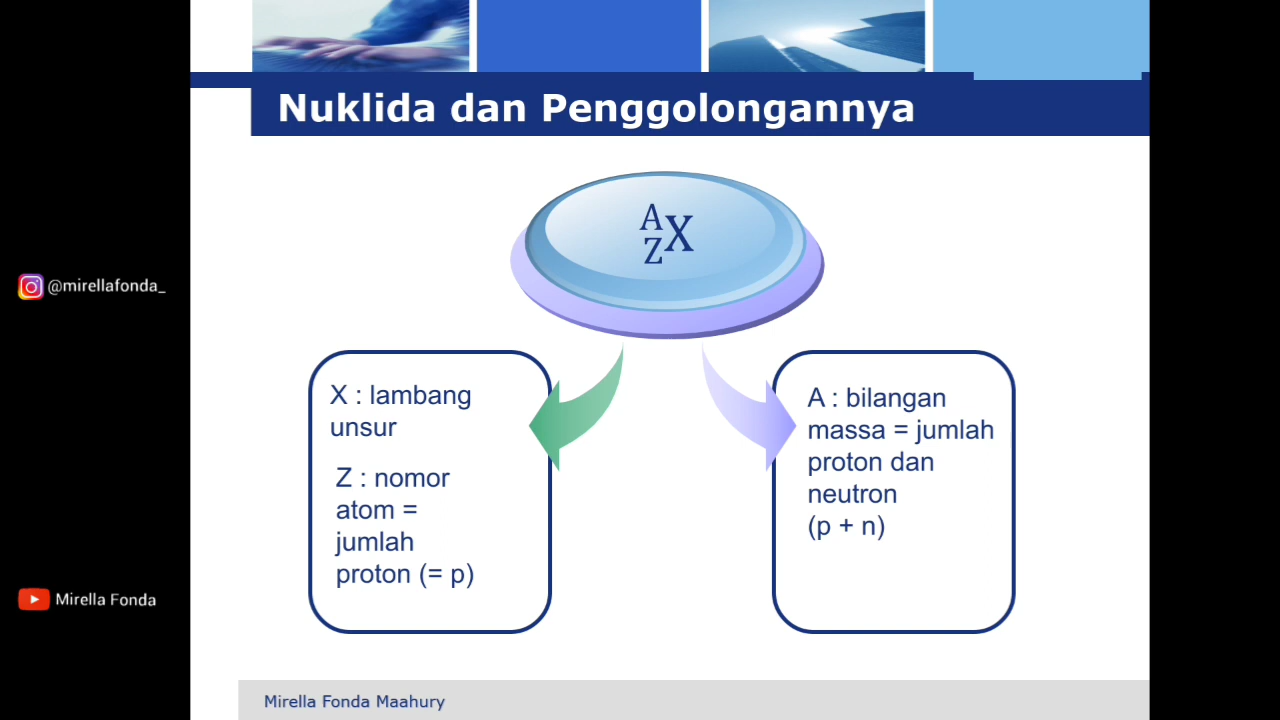 Nuklida dan Penggolongannya
A
Z X
@mirellafonda_
X : lambang
unsur
Z : nomor
atom =
jumlah
proton (= p)
A : bilangan
massa = jumlah
proton dan
neutron
(p + n)
Mirella Fonda
Mirella Fonda Maahury